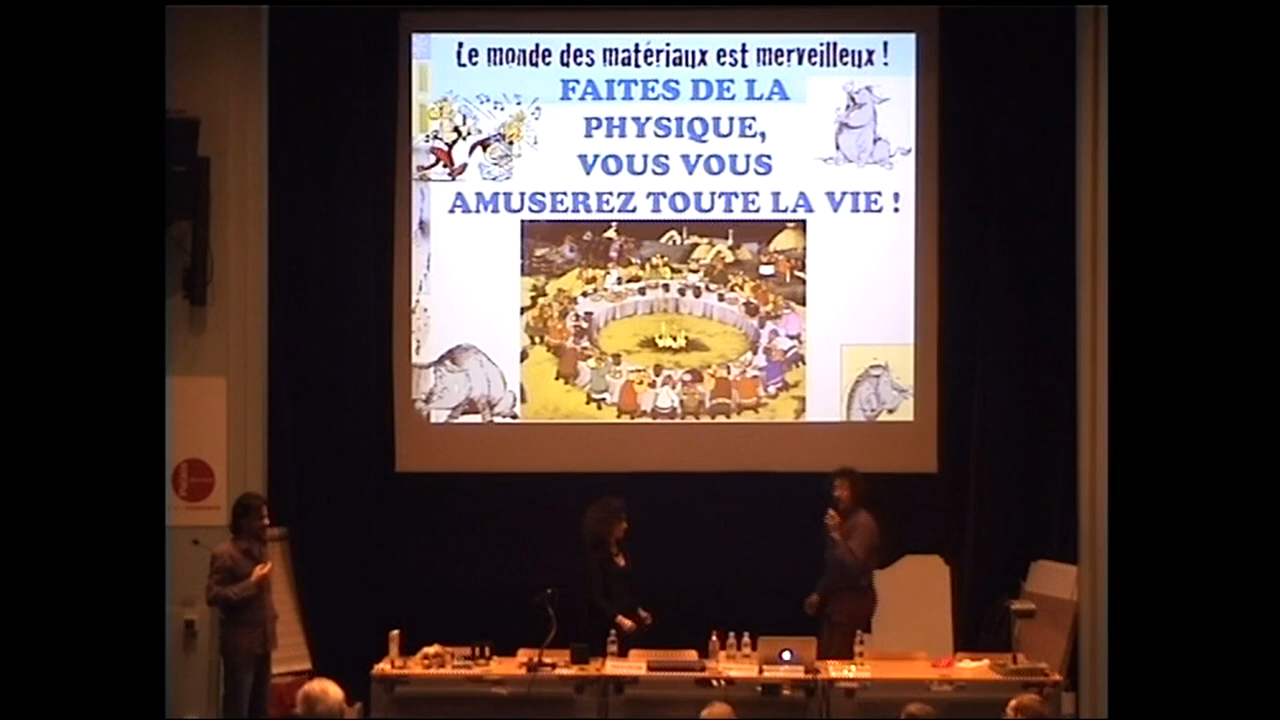 Le monde des matériaux est merveilleux !
FAITES DE LA
PHYSIQUE,
VOUS VOUS
AMUSEREZ TOUTE LA VIE !